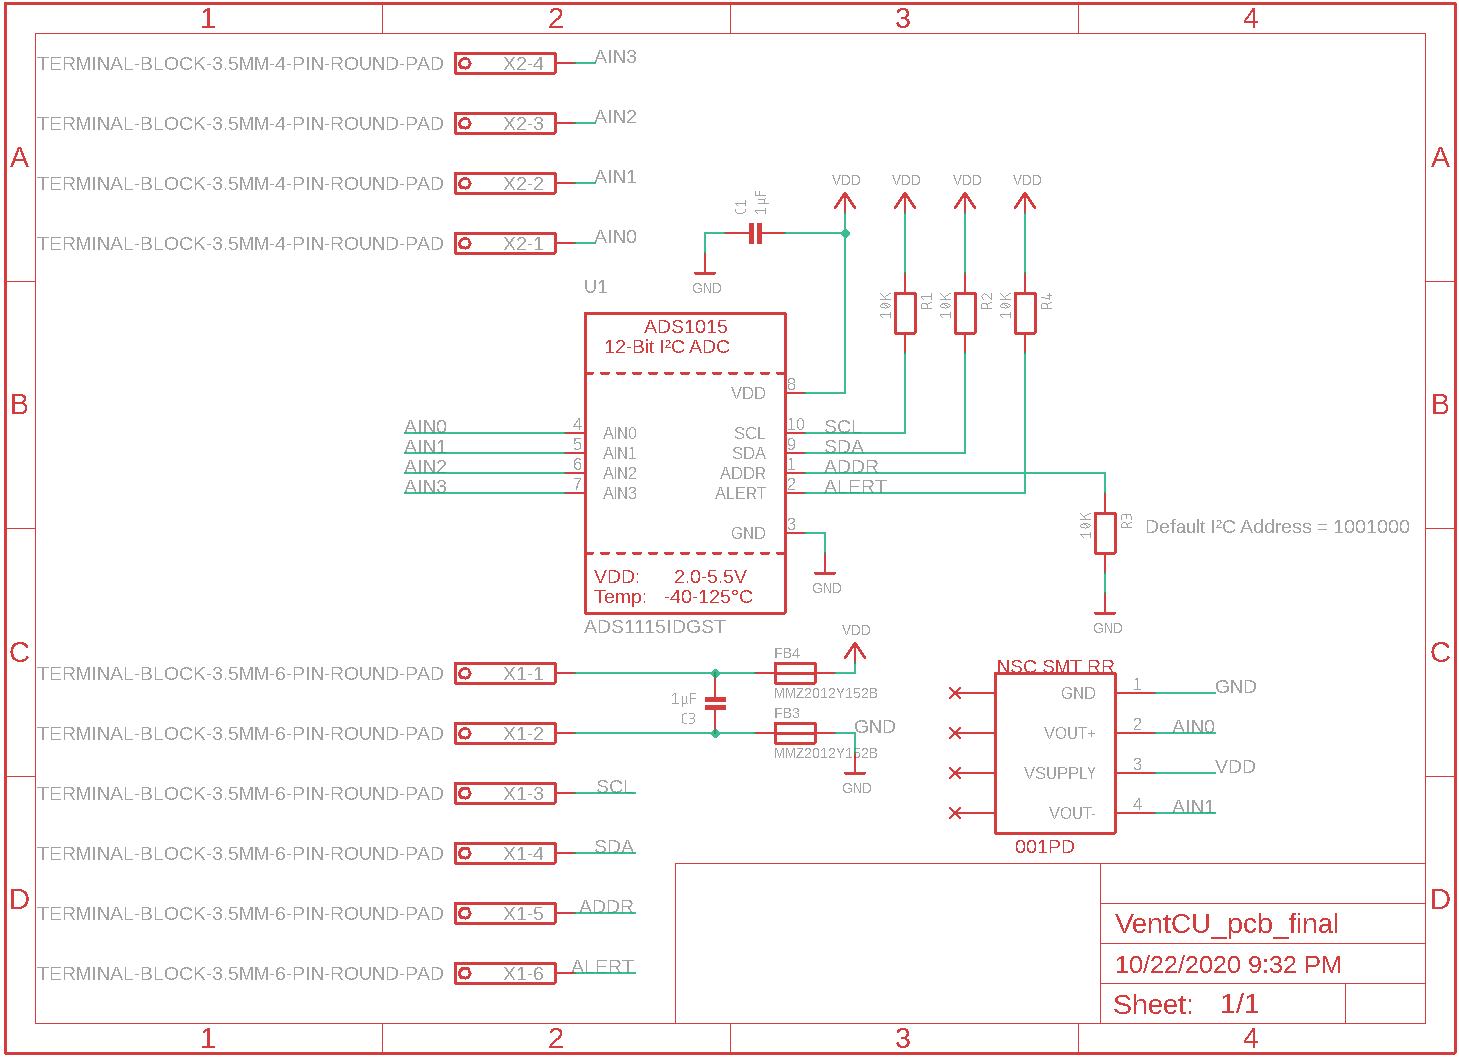 1 2 3 4
TERMINAL-BLOCK-3.5MM-4-PIN-ROUND-PAD X2-4 AIN3
TERMINAL-BLOCK-3.5MM-4-PIN-ROUND-PAD X2-3 AIN2
A A
TERMINAL-BLOCK-3.5MM-4-PIN-ROUND-PAD X2-2 AIN1
VDD VDD VDD VDD
C1 1µF
TERMINAL-BLOCK-3.5MM-4-PIN-ROUND-PAD X2-1 AIN0
U1
GND
10K R1 10K R2 10K R4
ADS1015
12-Bit I²C ADC
VDD 8
B B
AIN0 4 AIN0 SCL 10 SCL
AIN1 5 AIN1 SDA 9 SDA
AIN2 6 AIN2 ADDR 1 ADDR
AIN3 7 AIN3 ALERT 2 ALERT
GND 3
10K R3 Default I²C Address = 1001000
VDD: 2.0-5.5V
Temp: -40-125°C
GND
ADS1115IDGST
GND
VDD
C C
FB4
NSC SMT RR
TERMINAL-BLOCK-3.5MM-6-PIN-ROUND-PAD X1-1
1µF
C3
MMZ2012Y152B
GND 1 GND
FB3
TERMINAL-BLOCK-3.5MM-6-PIN-ROUND-PAD X1-2
GND
VOUT+ 2 AIN0
MMZ2012Y152B
VSUPPLY 3 VDD
GND
TERMINAL-BLOCK-3.5MM-6-PIN-ROUND-PAD X1-3 SCL
VOUT- 4 AIN1
001PD
TERMINAL-BLOCK-3.5MM-6-PIN-ROUND-PAD X1-4 SDA
D D
TERMINAL-BLOCK-3.5MM-6-PIN-ROUND-PAD X1-5 ADDR
VentCU_pcb_final
TERMINAL-BLOCK-3.5MM-6-PIN-ROUND-PAD X1-6 ALERT
10/22/2020 9:32 PM
Sheet: 1/1
1 2 3 4